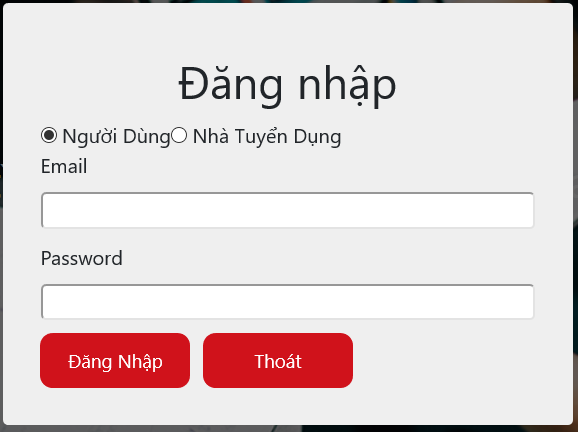 Đăng nhập
Người Dùng Nhà Tuyển Dụng
Email
Password
Đăng Nhập Thoát